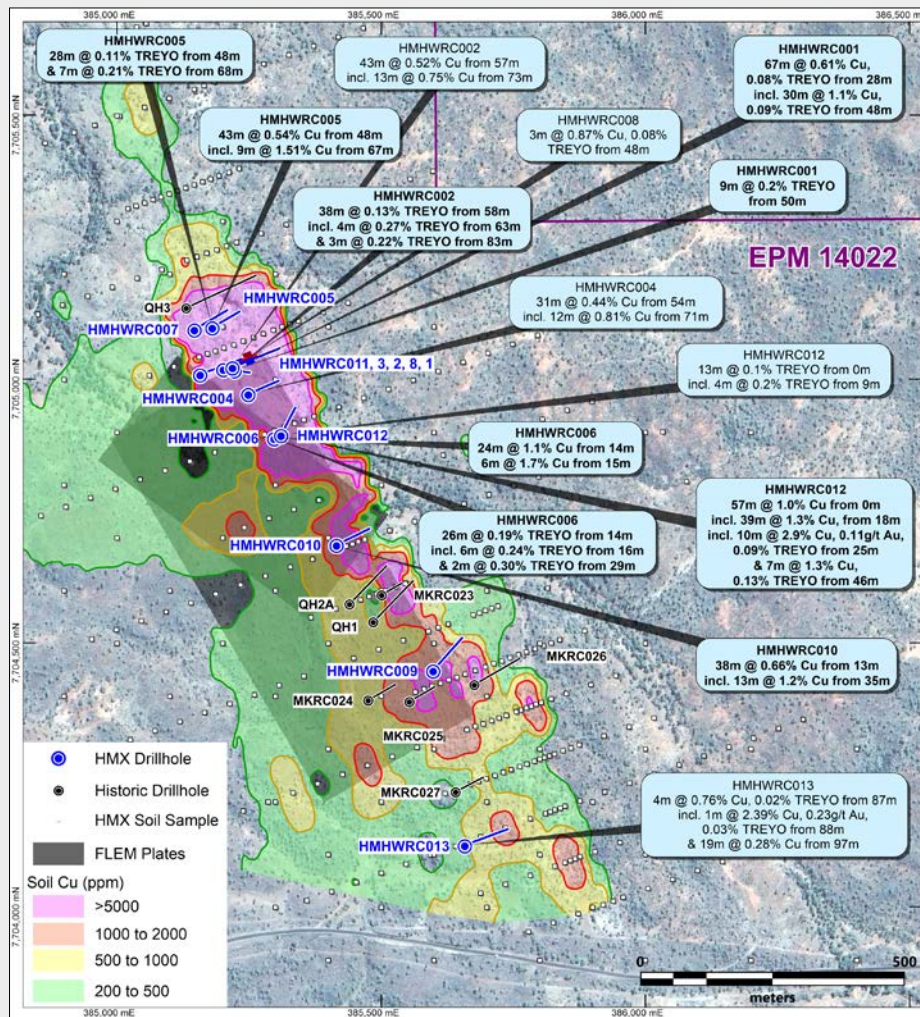 385,000 mE
385,500 mE
386,000 mE
386,500 m
7,705,500 mN
7,705,000 mN
7,704,500 mN
7,704,000 mN
HMHWRC005
28m @ 0.11% TREYO from 48m
& 7m @ 0.21% TREYO from 68m
HMHWRC002
43m @ 0.52% Cu from 57m
incl. 13m @ 0.75% Cu from 73m
HMHWRC001
67m @ 0.61% Cu,
0.08% TREYO from 28m
incl. 30m @ 1.1% Cu,
0.09% TREYO from 48m
HMHWRC005
43m @ 0.54% Cu from 48m
incl. 9m @ 1.51% Cu from 67m
HMHWRC008
3m @ 0.87% Cu, 0.08%
TREYO from 48m
HMHWRC001
9m @ 0.2% TREYO
from 50m
HMHWRC002
38m @ 0.13% TREYO from 58m
incl. 4m @ 0.27% TREYO from 63m
& 3m @ 0.22% TREYO from 83m
EPM 14022
HMHWRC004
31m @ 0.44% Cu from 54m
incl. 12m @ 0.81% Cu from 71m
QH3
HMHWRC005
HMHWRC007
HMHWRC011, 3, 2, 8, 1
HMHWRC004
HMHWRC012
13m @ 0.1% TREYO from 0m
incl. 4m @ 0.2% TREYO from 9m
HMHWRC006
HMHWRC012
HMHWRC006
24m @ 1.1% Cu from 14m
6m @ 1.7% Cu from 15m
HMHWRC012
57m @ 1.0% Cu from 0m
incl. 39m @ 1.3% Cu, from 18m
incl. 10m @ 2.9% Cu, 0.11g/t Au,
0.09% TREYO from 25m
& 7m @ 1.3% Cu,
0.13% TREYO from 46m
HMHWRC006
26m @ 0.19% TREYO from 14m
incl. 6m @ 0.24% TREYO from 16m
& 2m @ 0.30% TREYO from 29m
HMHWRC010
QH2A
MKRC023
QH1
HMHWRC010
38m @ 0.66% Cu from 13m
incl. 13m @ 1.2% Cu from 35m
HMHWRC009
MKRC026
MKRC024
MKRC025
MKRC027
HMHWRC013
HMHWRC013
4m @ 0.76% Cu, 0.02% TREYO from 87m
incl. 1m @ 2.39% Cu, 0.23g/t Au,
0.03% TREYO from 88m
& 19m @ 0.28% Cu from 97m
HMX Drillhole
Historic Drillhole
HMX Soil Sample
FLEM Plates
Soil Cu (ppm)
>5000
1000 to 2000
500 to 1000
200 to 500
0
500
meters